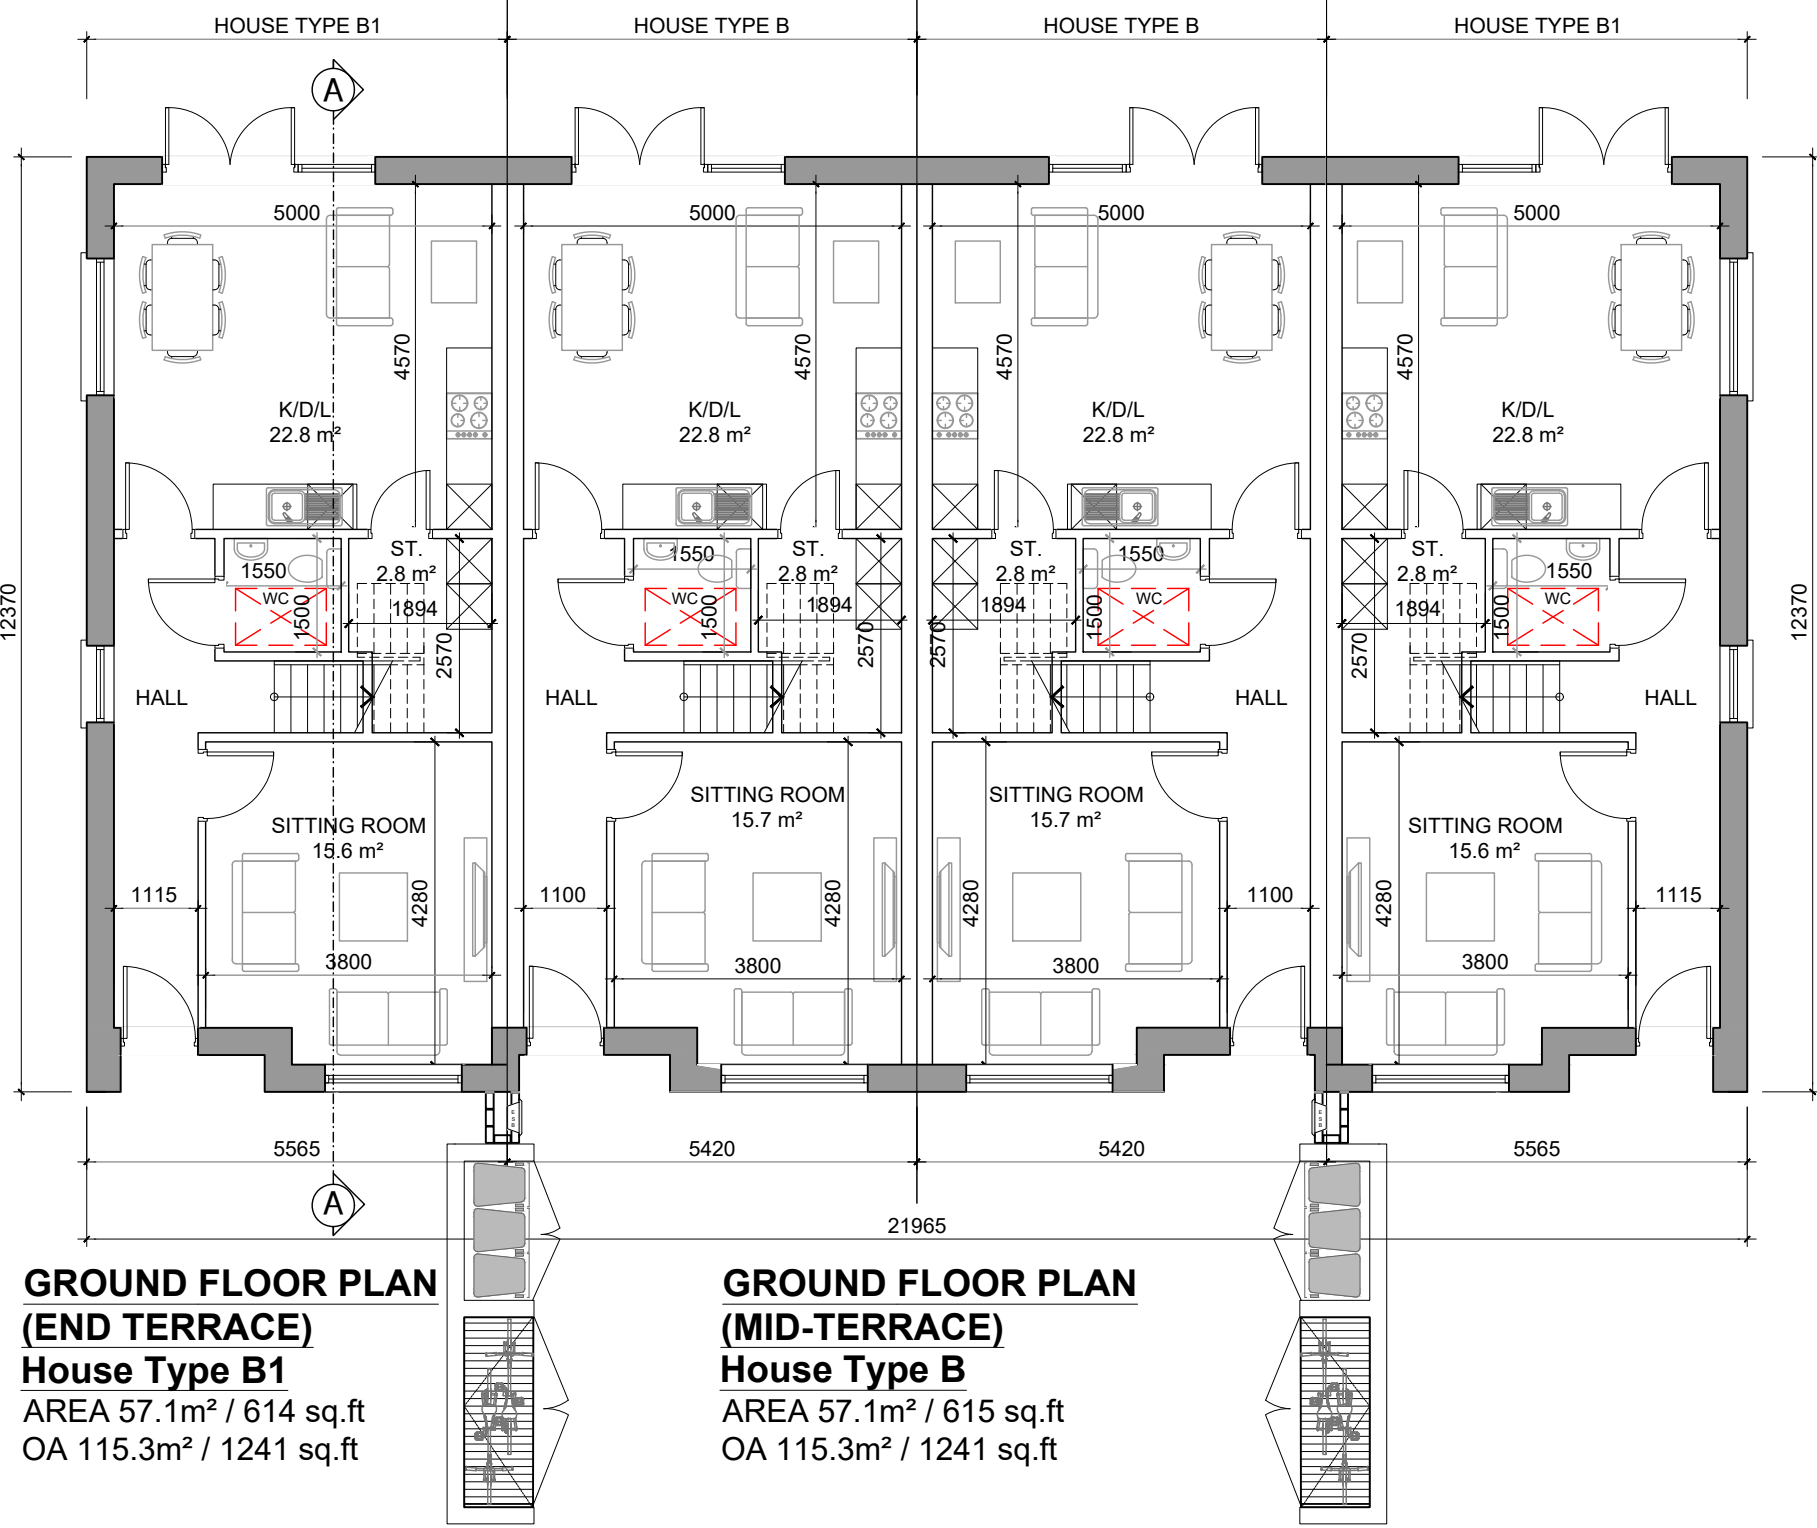 HOUSE TYPE B1
HOUSE TYPE B
HOUSE TYPE B
HOUSE TYPE B1
A
5000
5000
5000
5000
4570
4570
4570
4570
K/D/L
22.8 m²
K/D/L
22.8 m²
K/D/L
22.8 m²
K/D/L
22.8 m²
12370
12370
1550
ST.
2.8 m²
1550
ST.
2.8 m²
ST.
2.8 m²
1550
ST.
2.8 m²
1550
WC
1500
1894
2570
WC
1500
1894
2570
2570
1894
1500
WC
2570
1894
1500
WC
HALL
HALL
HALL
HALL
SITTING ROOM
15.6 m²
SITTING ROOM
15.7 m²
SITTING ROOM
15.7 m²
SITTING ROOM
15.6 m²
1115
4280
1100
4280
4280
1100
4280
1115
3800
3800
3800
3800
ESB
ESB
5565
5420
5420
5565
A
21965
GROUND FLOOR PLAN
(END TERRACE)
House Type B1
AREA 57.1m² / 614 sq.ft
OA 115.3m² / 1241 sq.ft
GROUND FLOOR PLAN
(MID-TERRACE)
House Type B
AREA 57.1m² / 615 sq.ft
OA 115.3m² / 1241 sq.ft